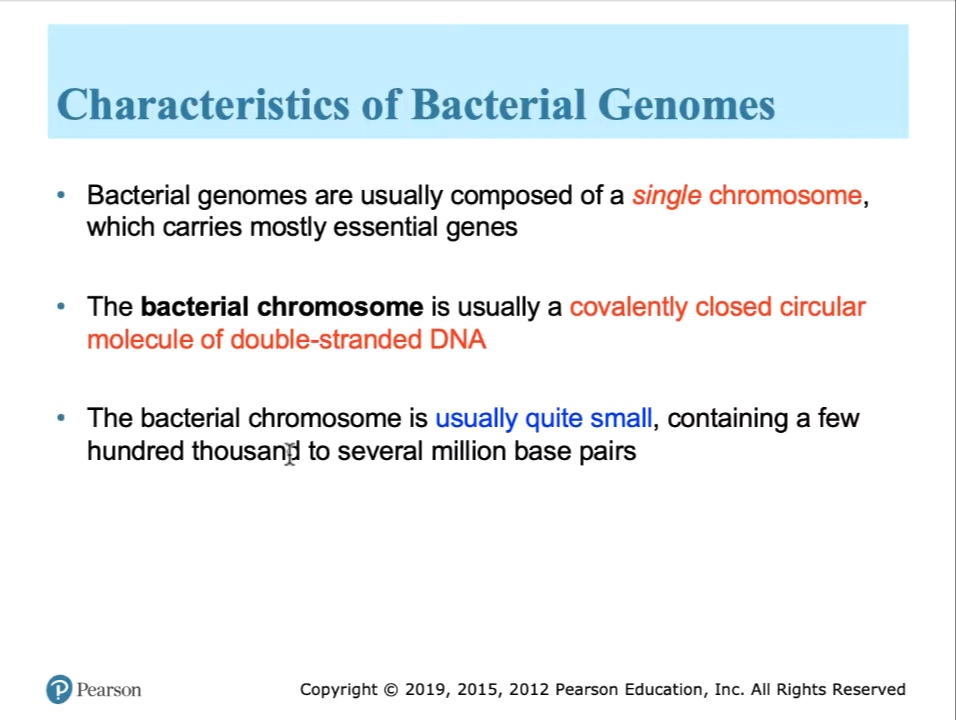 Characteristics of Bacterial Genomes
• Bacterial genomes are usually composed of a single chromosome,
which carries mostly essential genes
• The bacterial chromosome is usually a covalently closed circular
molecule of double-stranded DNA
• The bacterial chromosome is usually quite small, containing a few
hundred thousand to several million base pairs
P Pearson
Copyright © 2019, 2015, 2012 Pearson Education, Inc. All Rights Reserved